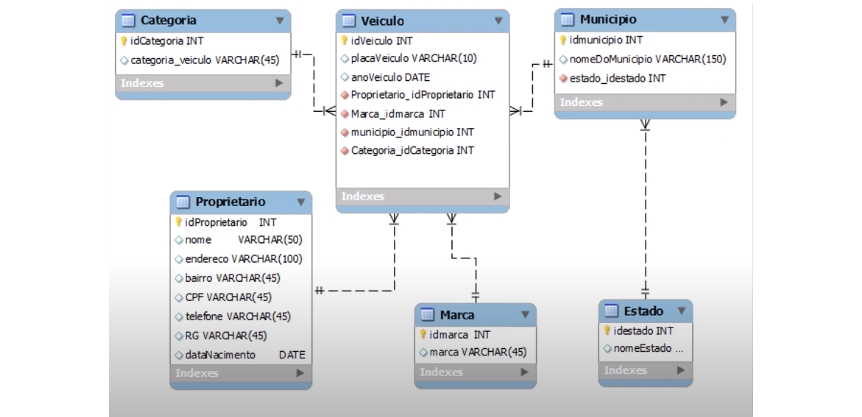 Categoria
idCategoria INT
categoria_veiculo VARCHAR(45)
Indexes
Veiculo
idVeiculo INT
placaVeiculo VARCHAR(10)
anoVeiculo DATE
Proprietario_idProprietario INT
Marca_idmarca INT
municipio_idmunicipio INT
Categoria_idCategoria INT
Indexes
Municipio
idmunicipio INT
nomeDoMunicipio VARCHAR(150)
estado_idestado INT
Indexes
Proprietario
idProprietario INT
nome VARCHAR(50)
endereco VARCHAR(100)
bairro VARCHAR(45)
CPF VARCHAR(45)
telefone VARCHAR(45)
RG VARCHAR(45)
dataNacimento DATE
Indexes
Marca
idmarca INT
marca VARCHAR(45)
Indexes
Estado
idestado INT
nomeEstado ...
Indexes